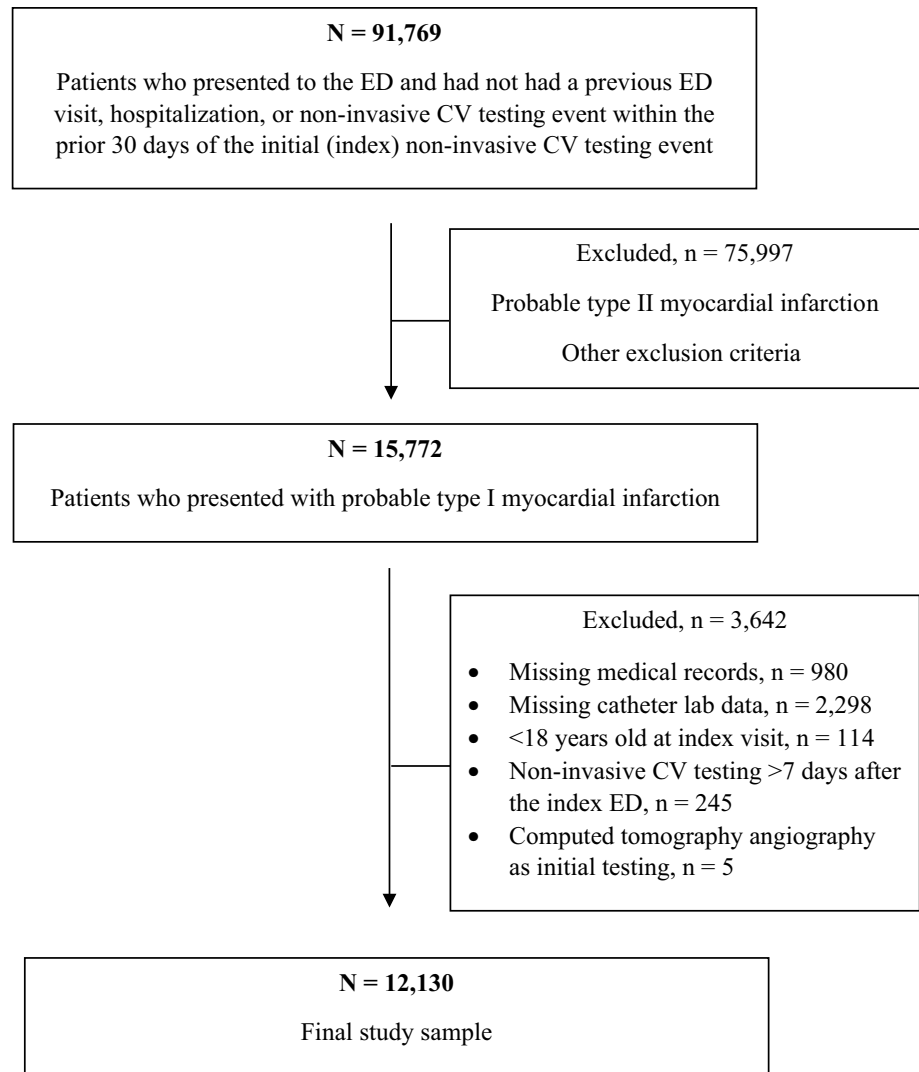 N = 91,769
Patients who presented to the ED and had not had a previous ED
visit, hospitalization, or non-invasive CV testing event within the
prior 30 days of the initial (index) non-invasive CV testing event
Excluded, n = 75,997
Probable type II myocardial infarction
Other exclusion criteria
N = 15,772
Patients who presented with probable type I myocardial infarction
Excluded, n = 3,642
• Missing medical records, n = 980
• Missing catheter lab data, n = 2,298
• <18 years old at index visit, n = 114
• Non-invasive CV testing >7 days after
the index ED, n = 245
• Computed tomography angiography
as initial testing, n = 5
N = 12,130
Final study sample